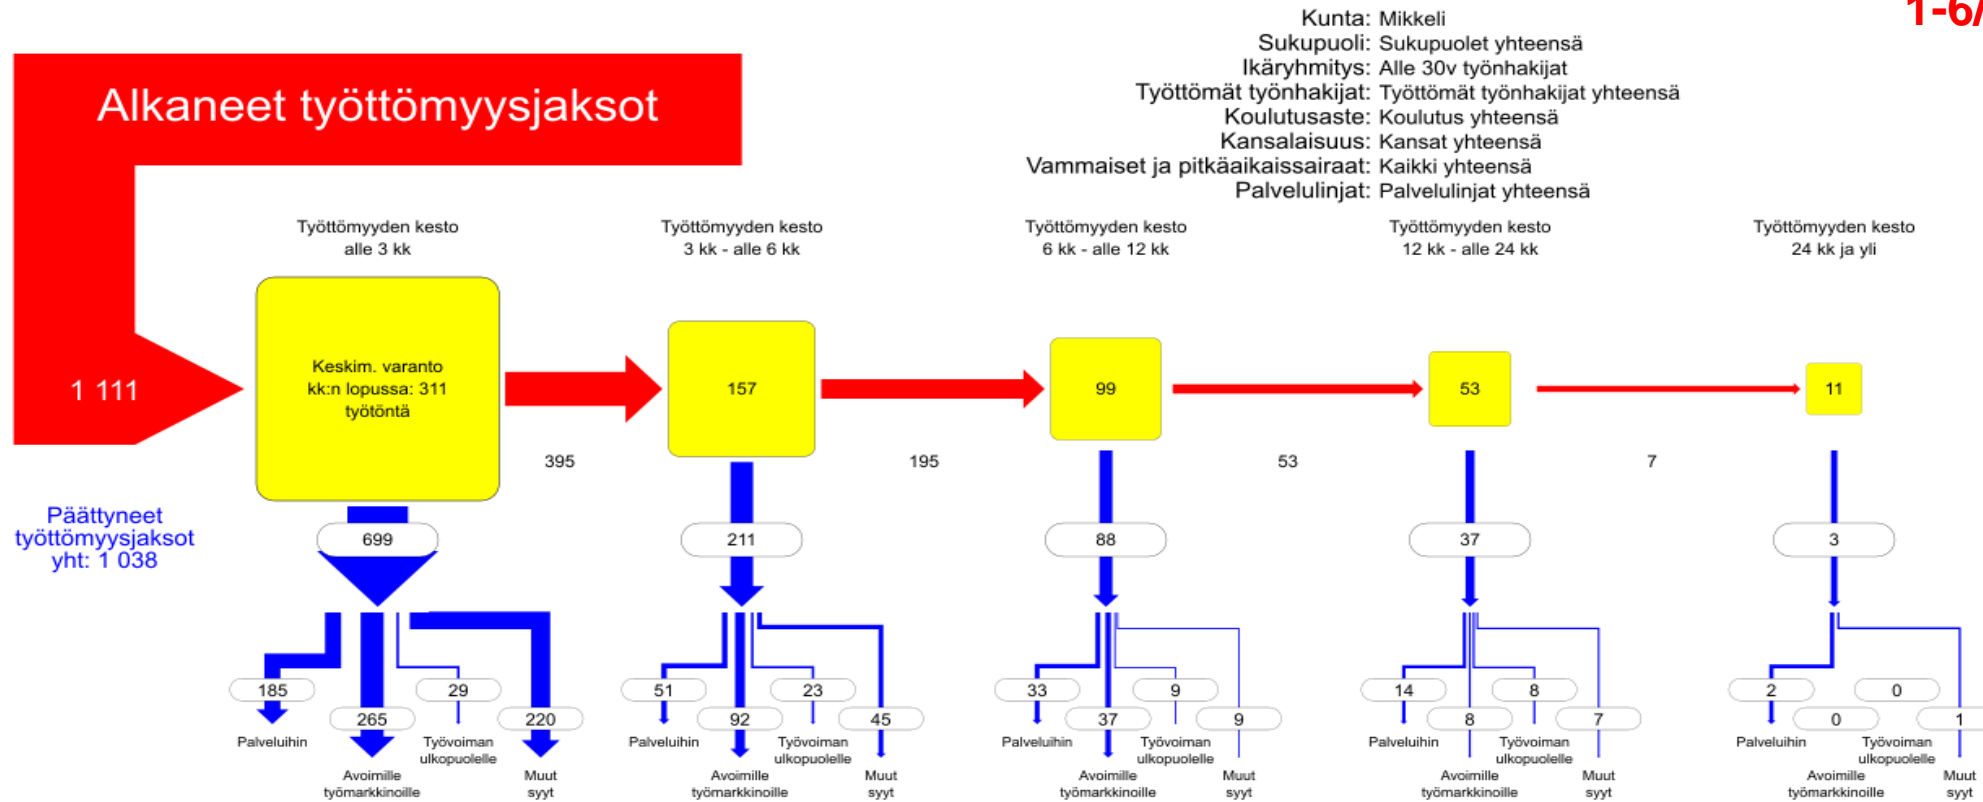 1-6/
Kunta: Mikkeli
Sukupuoli: Sukupuolet yhteensä
Ikäryhmitys: Alle 30v työnhakijat
Työttömät työnhakijat: Työttömät työnhakijat yhteensä
Koulutusaste: Koulutus yhteensä
Kansalaisuus: Kansat yhteensä
Vammaiset ja pitkäaikaissairaat: Kaikki yhteensä
Palvelulinjat: Palvelulinjat yhteensä
Alkaneet työttömyysjaksot
Työttömyyden kesto
alle 3 kk
Työttömyyden kesto
3 kk - alle 6 kk
Työttömyyden kesto
6 kk - alle 12 kk
Työttömyyden kesto
12 kk - alle 24 kk
Työttömyyden kesto
24 kk ja yli
1 111
Keskim. varanto
kk:n lopussa: 311
työtöntä
157
99
53
11
395
195
53
7
Päättyneet
työttömyysjaksot
yht: 1 038
699
211
88
37
3
185
29
51
23
33
9
14
8
2
0
265
220
92
45
37
9
8
7
0
1
Palveluihin
Työvoiman
ulkopuolelle
Palveluihin
Työvoiman
ulkopuolelle
Palveluihin
Työvoiman
ulkopuolelle
Palveluihin
Työvoiman
ulkopuolelle
Palveluihin
Työvoiman
ulkopuolelle
Avoimille
työmarkkinoille
Muut
syyt
Avoimille
työmarkkinoille
Muut
syyt
Avoimille
työmarkkinoille
Muut
syyt
Avoimille
työmarkkinoille
Muut
syyt
Avoimille
työmarkkinoille
Muut
syyt